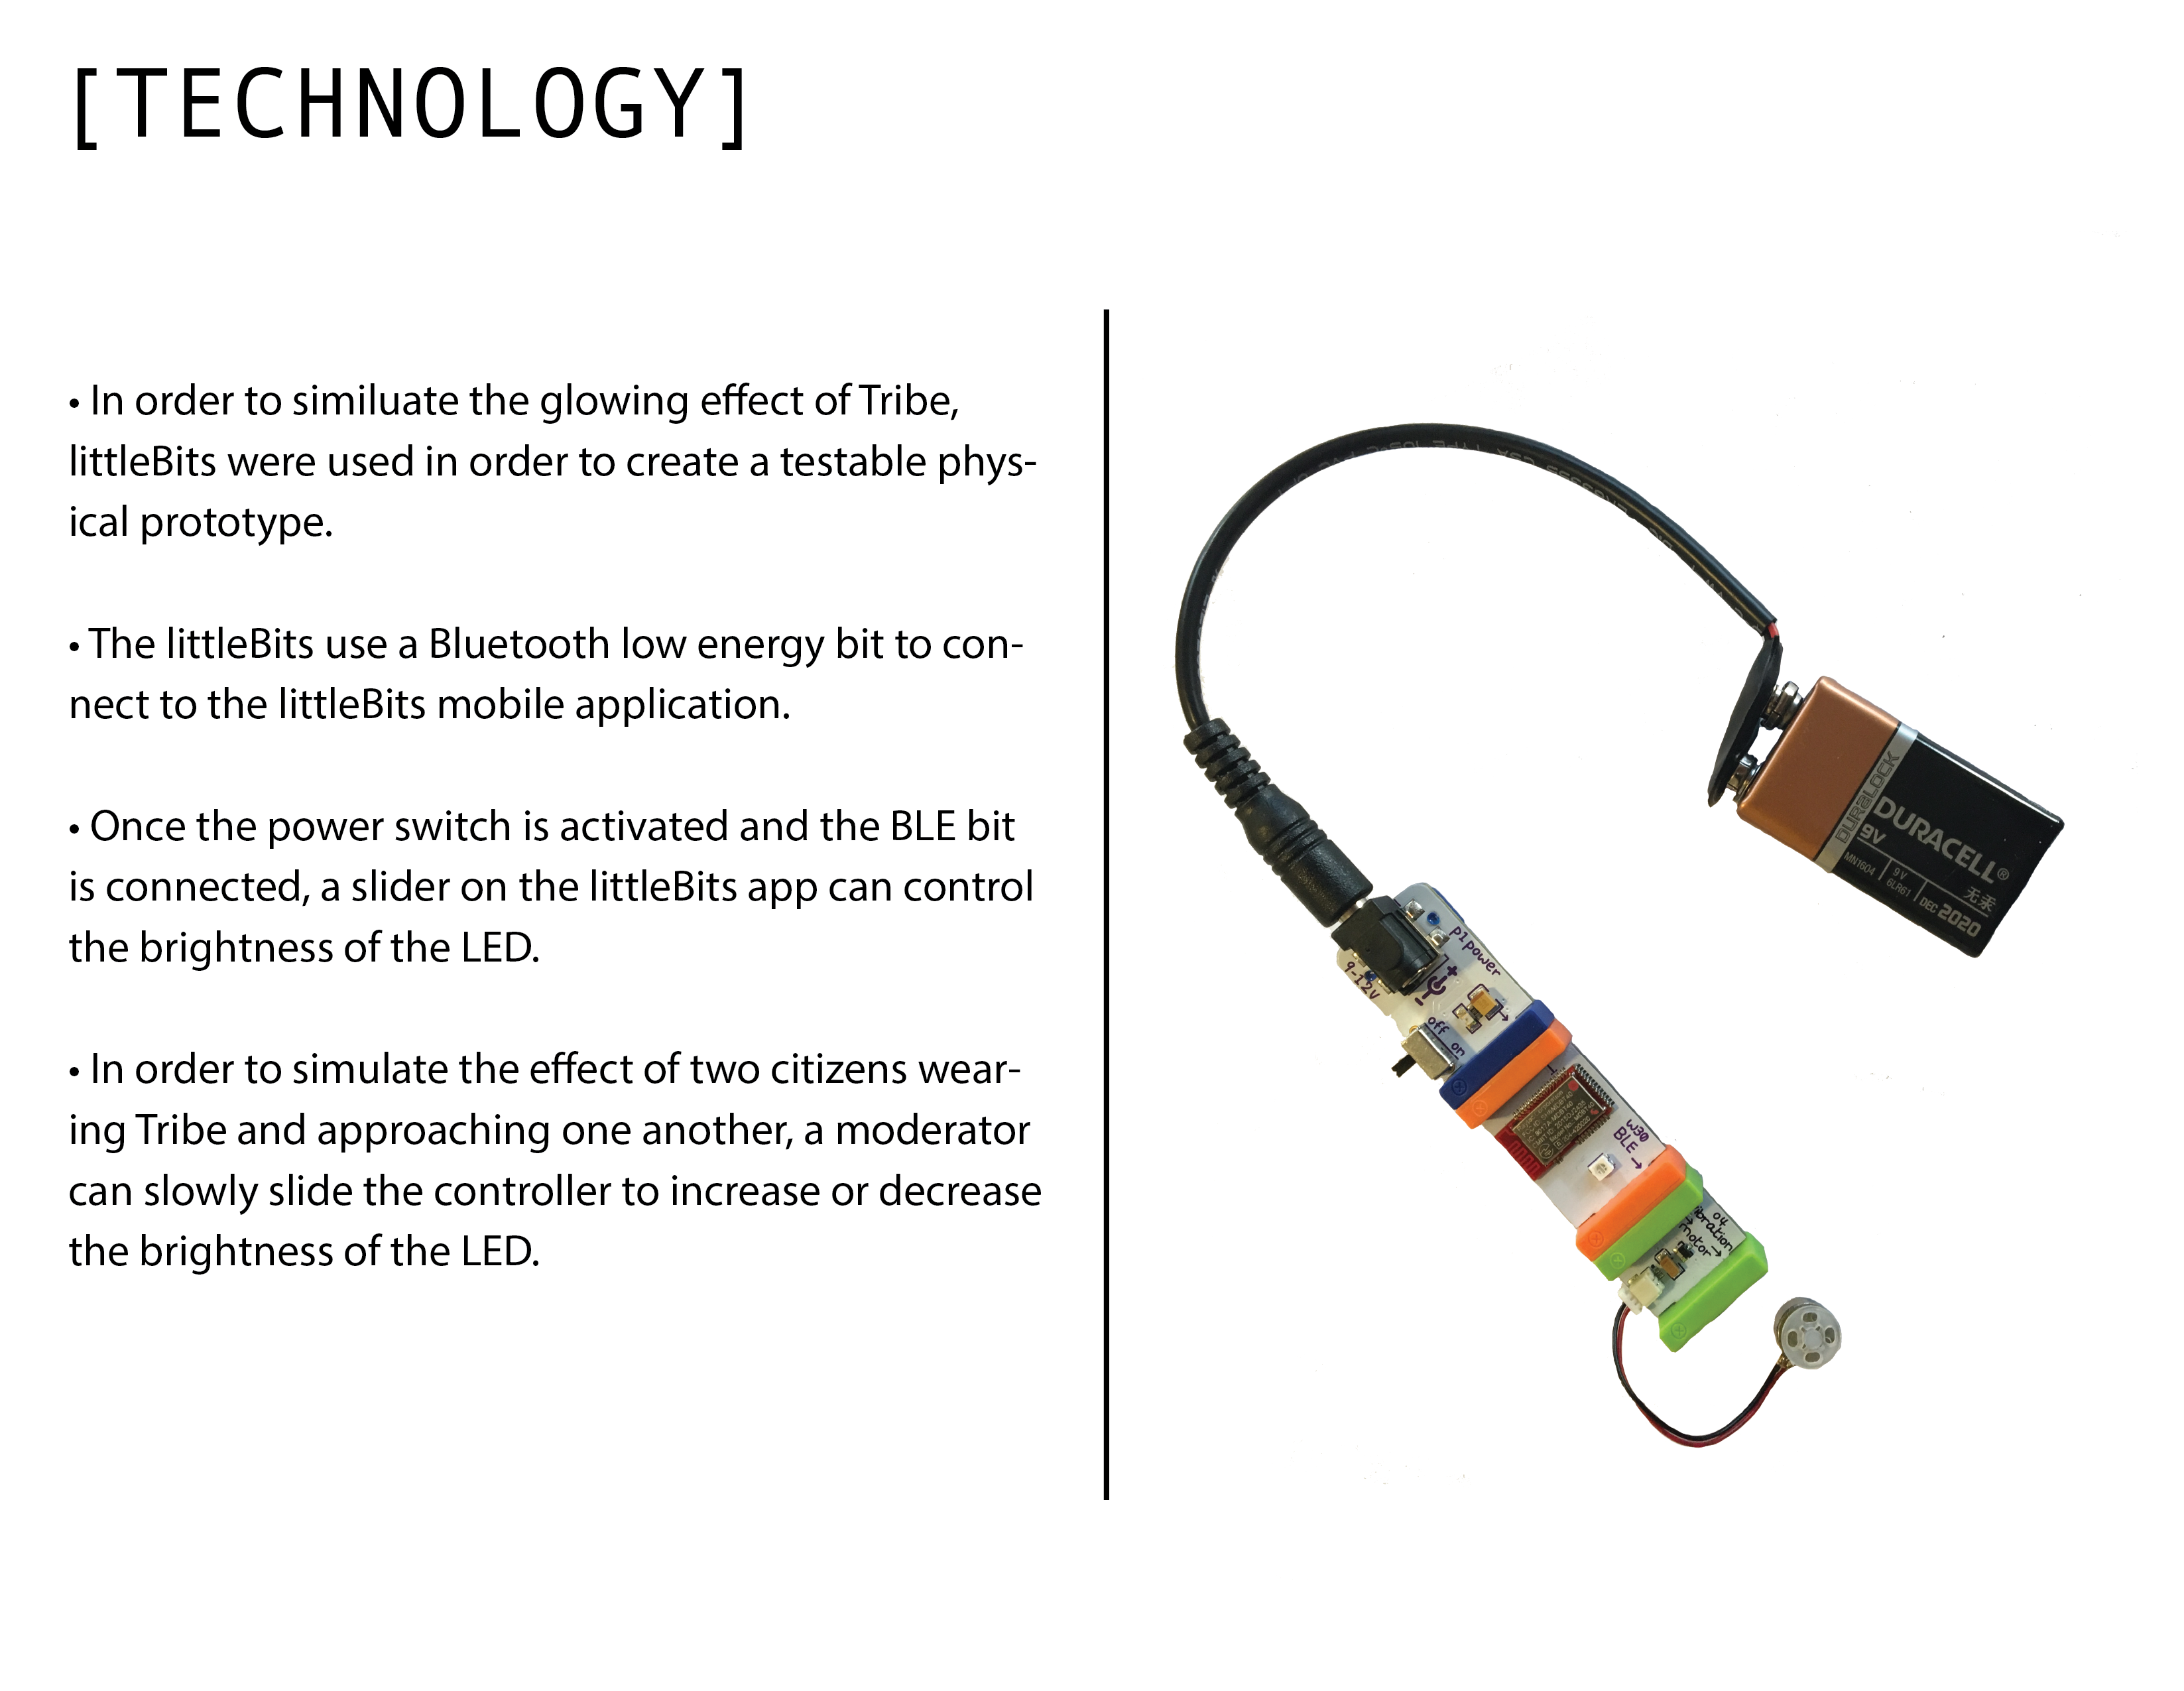 [TECHNOLOGY]
• In order to similuate the glowing effect of Tribe,
littleBits were used in order to create a testable phys-
ical prototype.
• The littleBits use a Bluetooth low energy bit to con-
nect to the littleBits mobile application.
• Once the power switch is activated and the BLE bit
is connected, a slider on the littleBits app can control
the brightness of the LED.
• In order to simulate the effect of two citizens wear-
ing Tribe and approaching one another, a moderator
can slowly slide the controller to increase or decrease
the brightness of the LED.
DURALOCK
DURACELL®
9V
MN1604
9V
6LR61
DEC 2020
无汞
p1 power
9-12V
+
-
off
on
w30
BLE →
o4
motor →